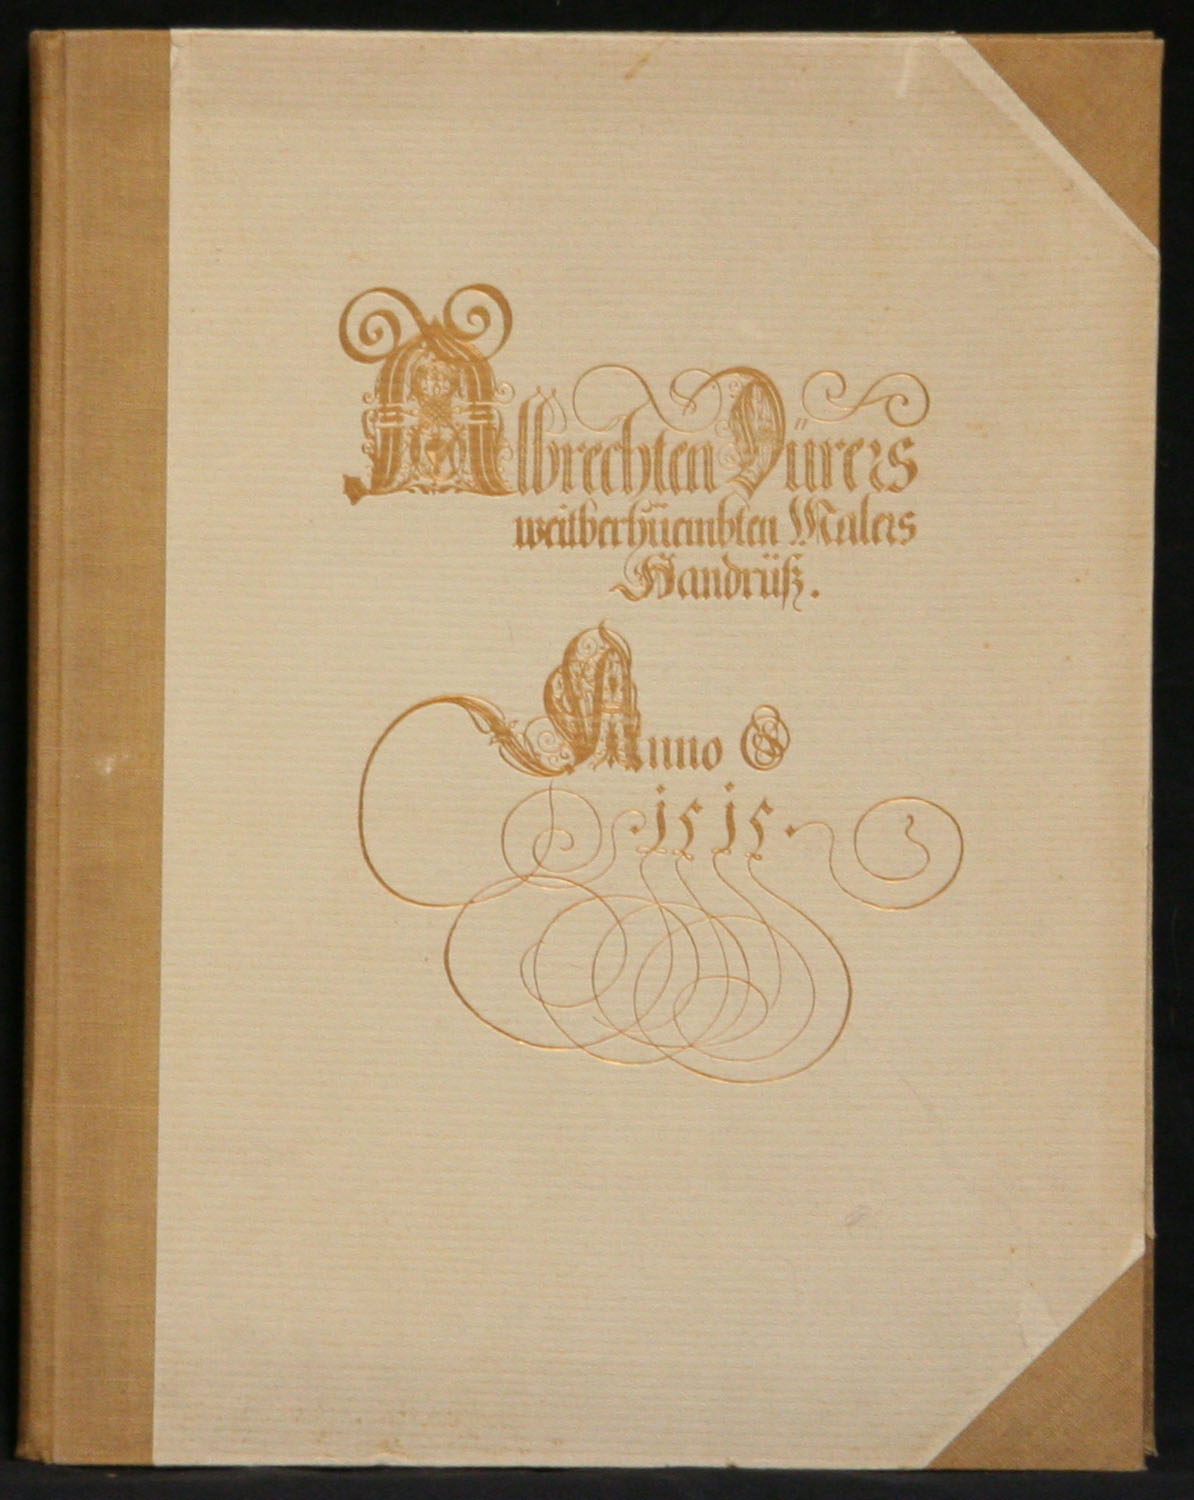 Albrechten Dürers
weitberhüembten Malers
Handrüß.
Anno
1515